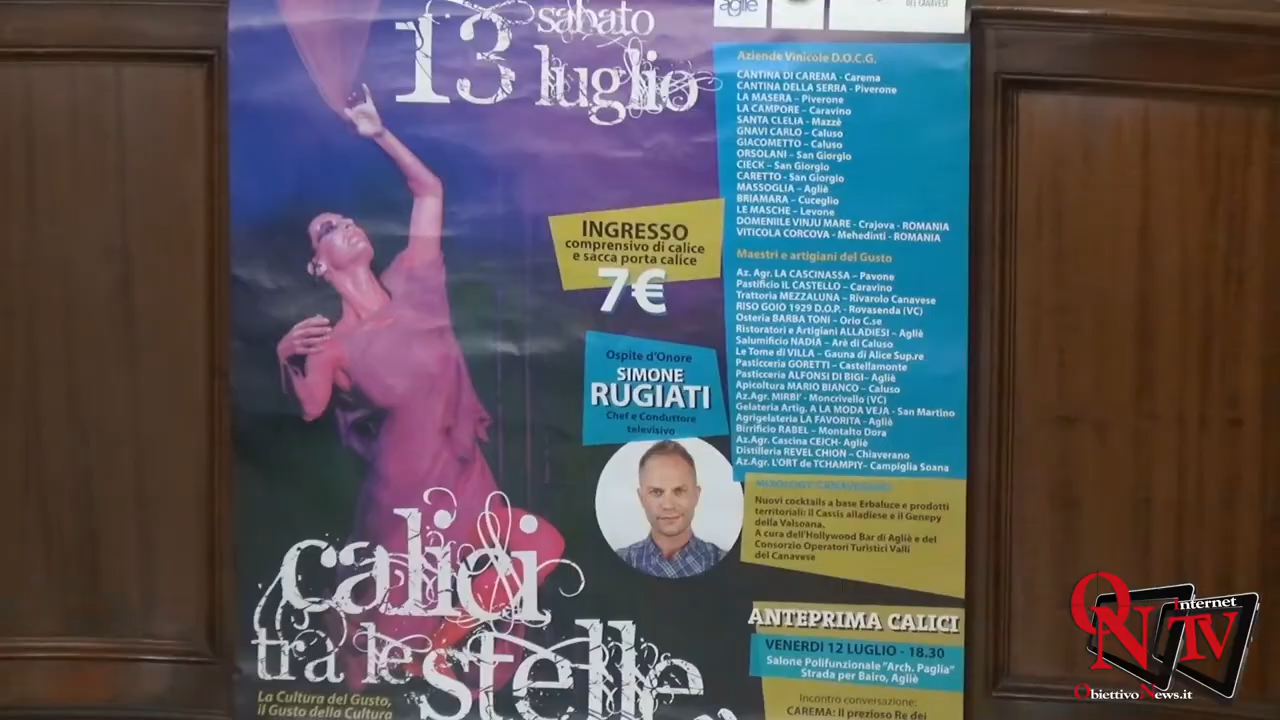 agliè
DEL CANAVESE
sabato
13 luglio
INGRESSO
comprensivo di calice
e sacca porta calice
7€
Ospite d'Onore
SIMONE
RUGIATI
Chef e Conduttore
televisivo
calici
tra le stelle
La Cultura del Gusto,
il Gusto della Cultura
Aziende Vinicole D.O.C.G.
CANTINA DI CAREMA - Carema
CANTINA DELLA SERRA - Piverone
LA MASERA – Piverone
LA CAMPORE – Caravino
SANTA CLELIA - Mazzè
GNAVI CARLO – Caluso
GIACOMETTO – Caluso
ORSOLANI – San Giorgio
CIECK – San Giorgio
CARETTO - San Giorgio
MASSOGLIA – Agliè
BRIAMARA – Cuceglio
LE MASCHE – Levone
DOMENIILE VINJU MARE - Crajova - ROMANIA
VITICOLA CORCOVA - Mehedinti - ROMANIA
Maestri e artigiani del Gusto
Az. Agr. LA CASCINASSA – Pavone
Pastificio IL CASTELLO – Caravino
Trattoria MEZZALUNA – Rivarolo Canavese
RISO GOIO 1929 D.O.P. - Rovasenda (VC)
Osteria BARBA TONI – Orio C.se
Ristoratori e Artigiani ALLADIESI – Agliè
Salumificio NADIA – Arè di Caluso
Le Tome di VILLA – Gauna di Alice Sup.re
Pasticceria GORETTI – Castellamonte
Pasticceria ALFONSI DI BIGI– Agliè
Apicoltura MARIO BIANCO – Caluso
Az.Agr. MIRBI' - Moncrivello (VC)
Gelateria Artig. A LA MODA VEJA - San Martino
Agrigelateria LA FAVORITA - Agliè
Birrificio RABEL – Montalto Dora
Az.Agr. Cascina CEJCH- Agliè
Distilleria REVEL CHION – Chiaverano
Az.Agr. L'ORT de TCHAMPIY– Campiglia Soana
MIXOLOGY CANAVESANO
Nuovi cocktails a base Erbaluce e prodotti
territoriali: il Cassis alladiese e il Genepy
della Valsoana.
A cura dell'Hollywood Bar di Agliè e del
Consorzio Operatori Turistici Valli
del Canavese
ANTEPRIMA CALICI
VENERDI 12 LUGLIO - 18.30
Salone Polifunzionale "Arch. Paglia"
Strada per Bairo, Agliè
Incontro conversazione:
CAREMA: Il prezioso Re dei
ON Internet
TV
ObiettivoNews.it